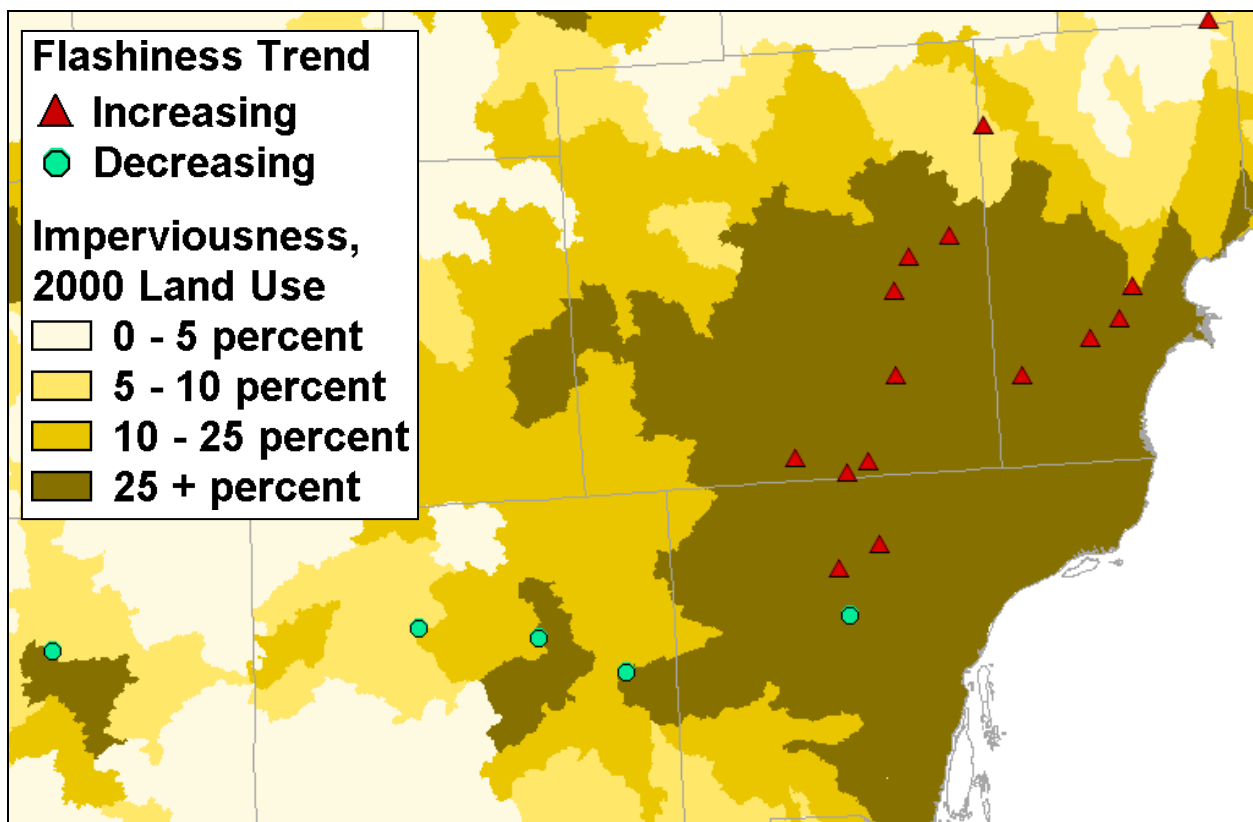 Flashiness Trend
Increasing
Decreasing
Imperviousness,
2000 Land Use
0 - 5 percent
5 - 10 percent
10 - 25 percent
25 + percent